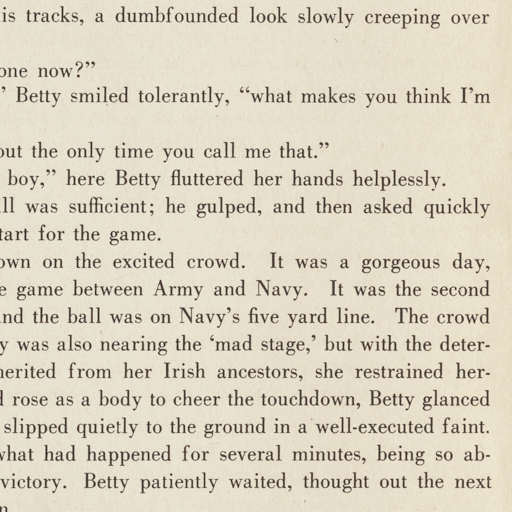 is tracks, a dumbfounded look slowly creeping over
one now?”
’ Betty smiled tolerantly, “what makes you think I’m
out the only time you call me that.”
boy,” here Betty fluttered her hands helplessly.
ll was sufficient; he gulped, and then asked quickly
tart for the game.
own on the excited crowd. It was a gorgeous day,
e game between Army and Navy. It was the second
nd the ball was on Navy’s five yard line. The crowd
y was also nearing the ‘mad stage,’ but with the deter-
herited from her Irish ancestors, she restrained her-
d rose as a body to cheer the touchdown, Betty glanced
slipped quietly to the ground in a well-executed faint.
what had happened for several minutes, being so ab-
victory. Betty patiently waited, thought out the next